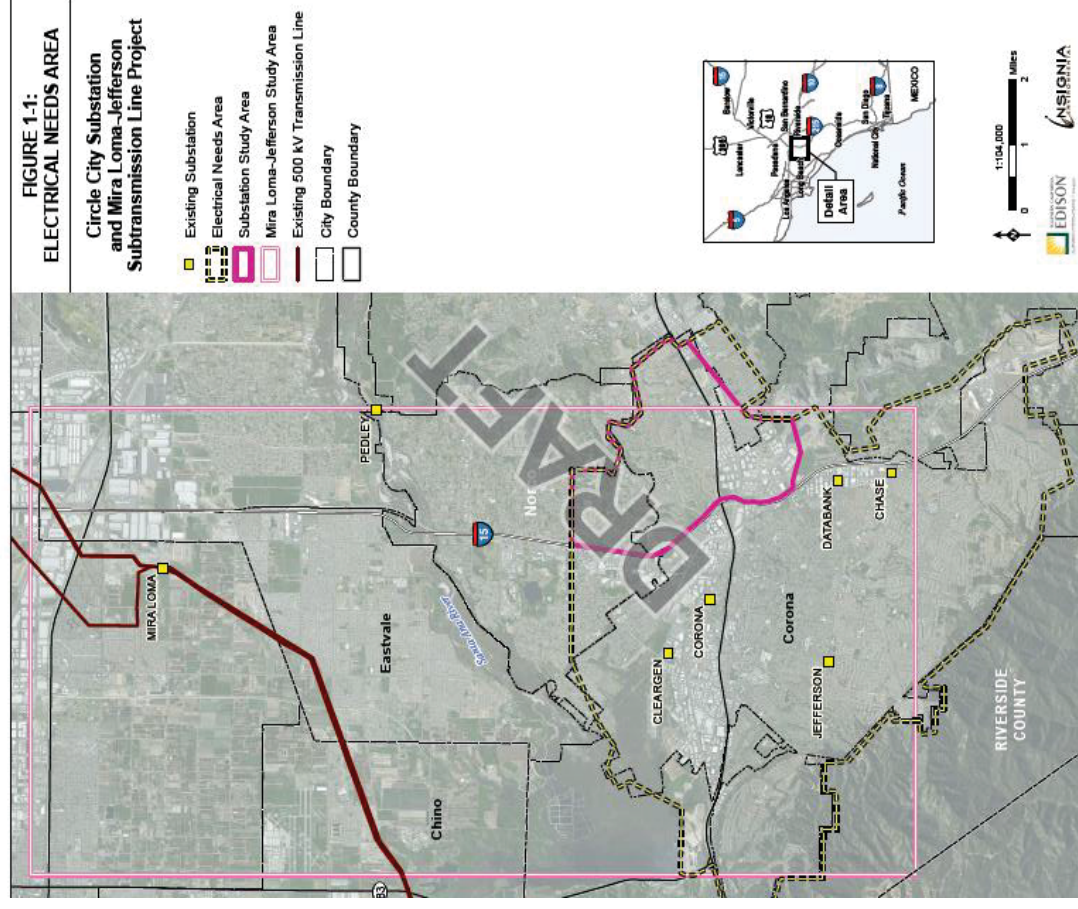 FIGURE 1-1:
ELECTRICAL NEEDS AREA
Circle City Substation
and Mira Loma-Jefferson
Subtransmission Line Project
Existing Substation
Electrical Needs Area
Substation Study Area
Mira Loma-Jefferson Study Area
Existing 500 kV Transmission Line
City Boundary
County Boundary
MIRA LOMA
PEDLEY
Eastvale
Santa Ana River
15
Nor
Chino
83
DRAFT
CLEARGEN
CORONA
Corona
DATABANK
CHASE
JEFFERSON
RIVERSIDE
COUNTY
Barstow
Lancaster
Victorville
Pasadena
San Bernardino
Los Angeles
Riverside
Long Beach
215
Oceanside
Detail
Area
San Diego
National City
Tijuana
Pacific Ocean
MEXICO
1:104,000
0 1 2 Miles
EDISON
INSIGNIA
ENVIRONMENTAL